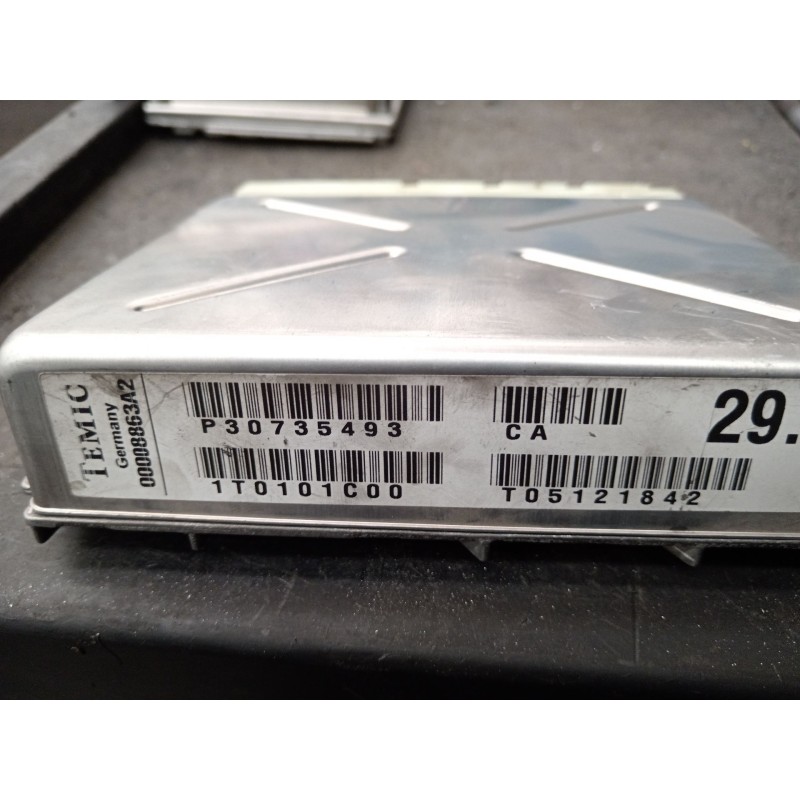 TEMIC
Germany
00008863A2
P30735493
CA
29.
1T0101C00
T05121842